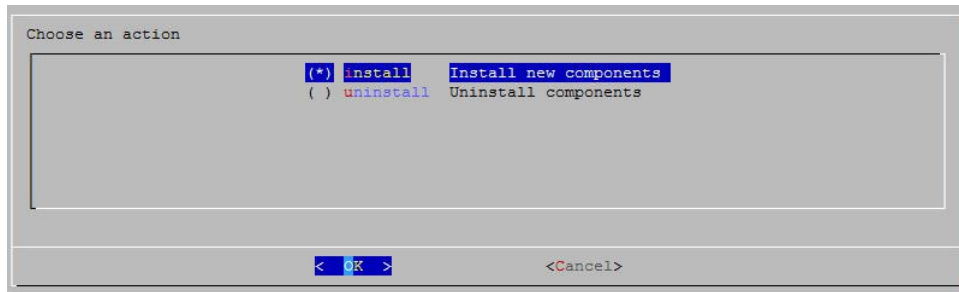 Choose an action
(*) install Install new components
( ) uninstall Uninstall components
< OK > <Cancel>